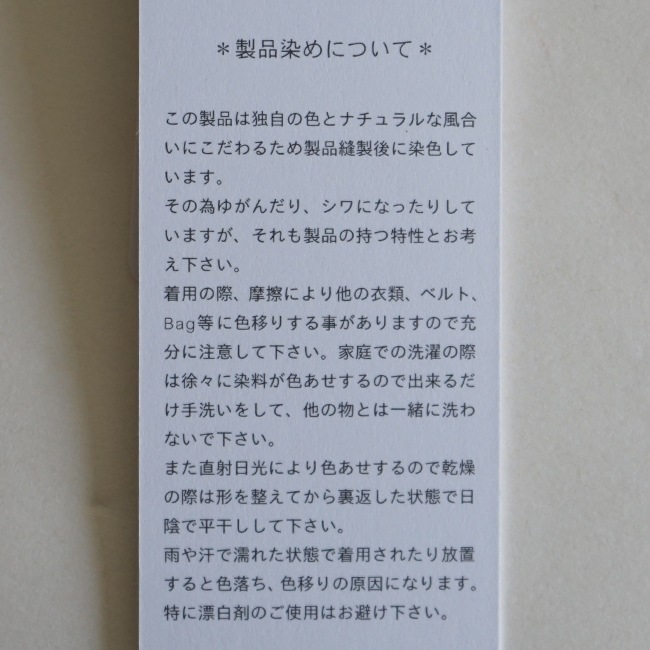 ＊製品染めについて＊
この製品は独自の色とナチュラルな風合
いにこだわるため製品縫製後に染色して
います。
その為ゆがんだり、シワになったりして
いますが、それも製品の持つ特性とお考
え下さい。
着用の際、摩擦により他の衣類、ベルト、
Bag等に色移りする事がありますので充
分に注意して下さい。家庭での洗濯の際
は徐々に染料が色あせするので出来るだ
け手洗いをして、他の物とは一緒に洗わ
ないで下さい。
また直射日光により色あせするので乾燥
の際は形を整えてから裏返した状態で日
陰で平干しして下さい。
雨や汗で濡れた状態で着用されたり放置
すると色落ち、色移りの原因になります。
特に漂白剤のご使用はお避け下さい。